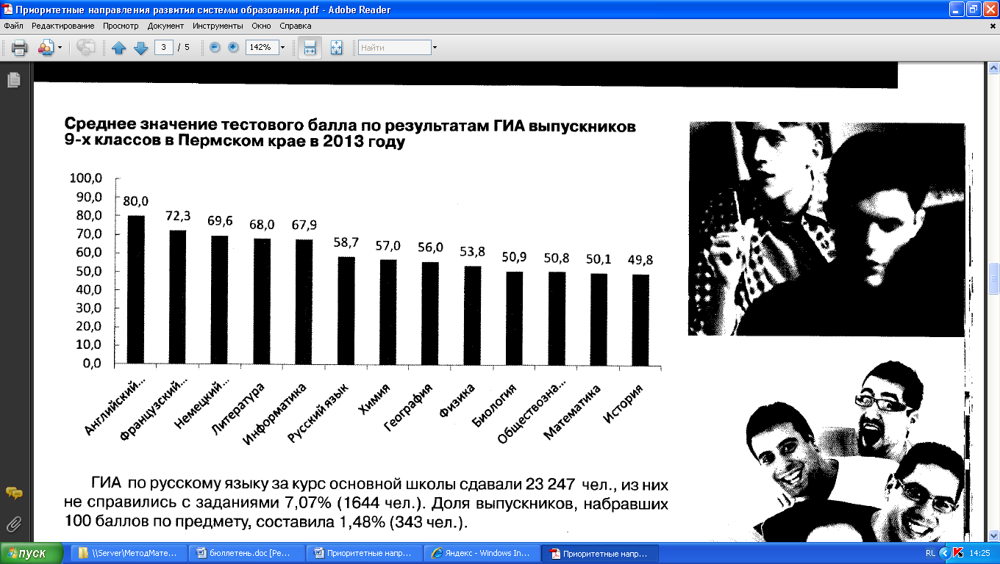 Приоритетные направления развития системы образования.pdf - Adobe Reader
Файл Редактирование Просмотр Документ Инструменты Окно Справка
3 / 5 142% Найти
Среднее значение тестового балла по результатам ГИА выпускников
9-х классов в Пермском крае в 2013 году
100,0
90,0
80,0
70,0
60,0
50,0
40,0
30,0
20,0
10,0
0,0
80,0 72,3 69,6 68,0 67,9 58,7 57,0 56,0 53,8 50,9 50,8 50,1 49,8
Английский...
Французский...
Немецкий...
Литература
Информатика
Русский язык
Химия
География
Физика
Биология
Обществозна...
Математика
История
ГИА по русскому языку за курс основной школы сдавали 23 247 чел., из них
не справились с заданиями 7,07% (1644 чел.). Доля выпускников, набравших
100 баллов по предмету, составила 1,48% (343 чел.).
пуск \\Server\МетодМате... бюллетень.doc [Ре... Приоритетные напр... Яндекс - Windows In... Приоритетные напр... RL 14:25